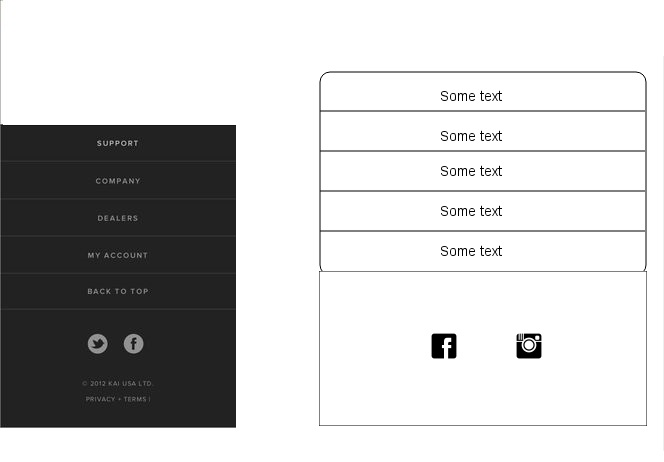 SUPPORT
COMPANY
DEALERS
MY ACCOUNT
BACK TO TOP
© 2012 KAI USA LTD.
PRIVACY + TERMS |
Some text
Some text
Some text
Some text
Some text